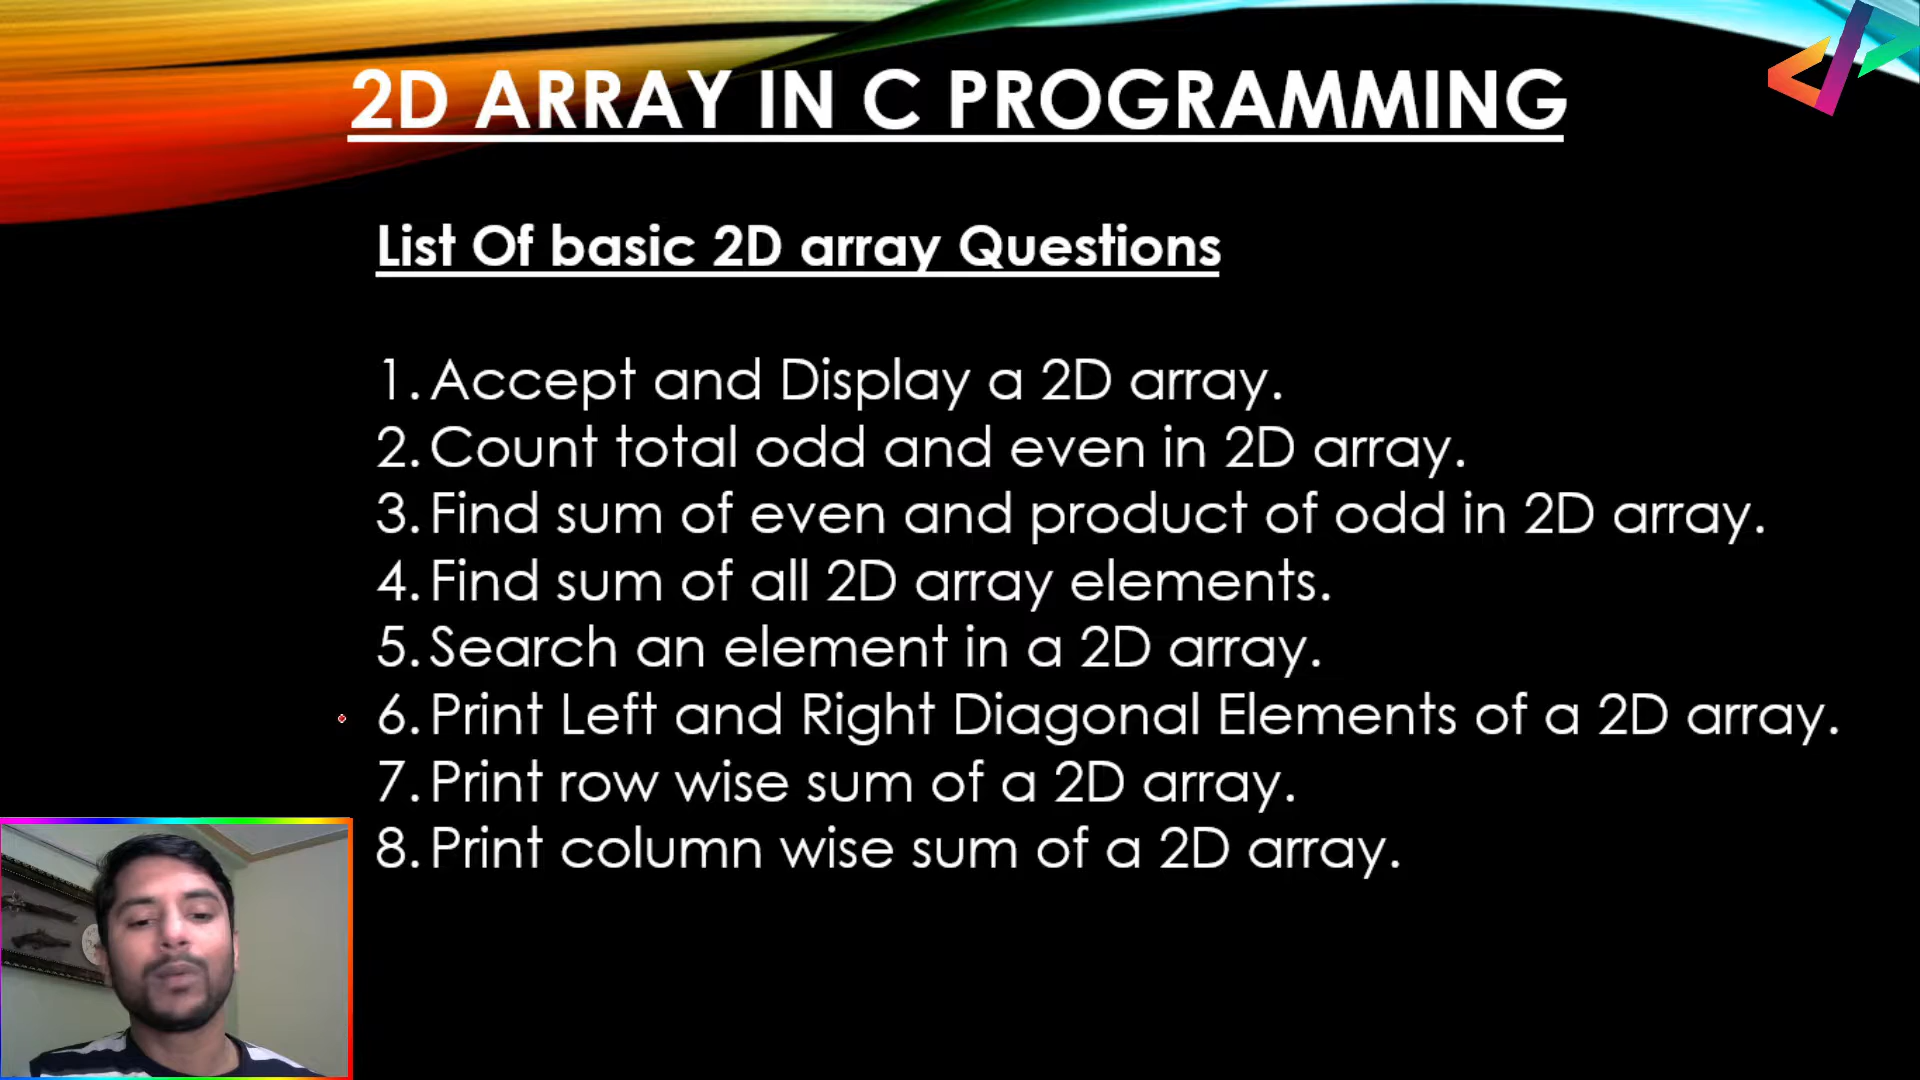 2D ARRAY IN C PROGRAMMING
List Of basic 2D array Questions
1. Accept and Display a 2D array.
2. Count total odd and even in 2D array.
3. Find sum of even and product of odd in 2D array.
4. Find sum of all 2D array elements.
5. Search an element in a 2D array.
6. Print Left and Right Diagonal Elements of a 2D array.
7. Print row wise sum of a 2D array.
8. Print column wise sum of a 2D array.